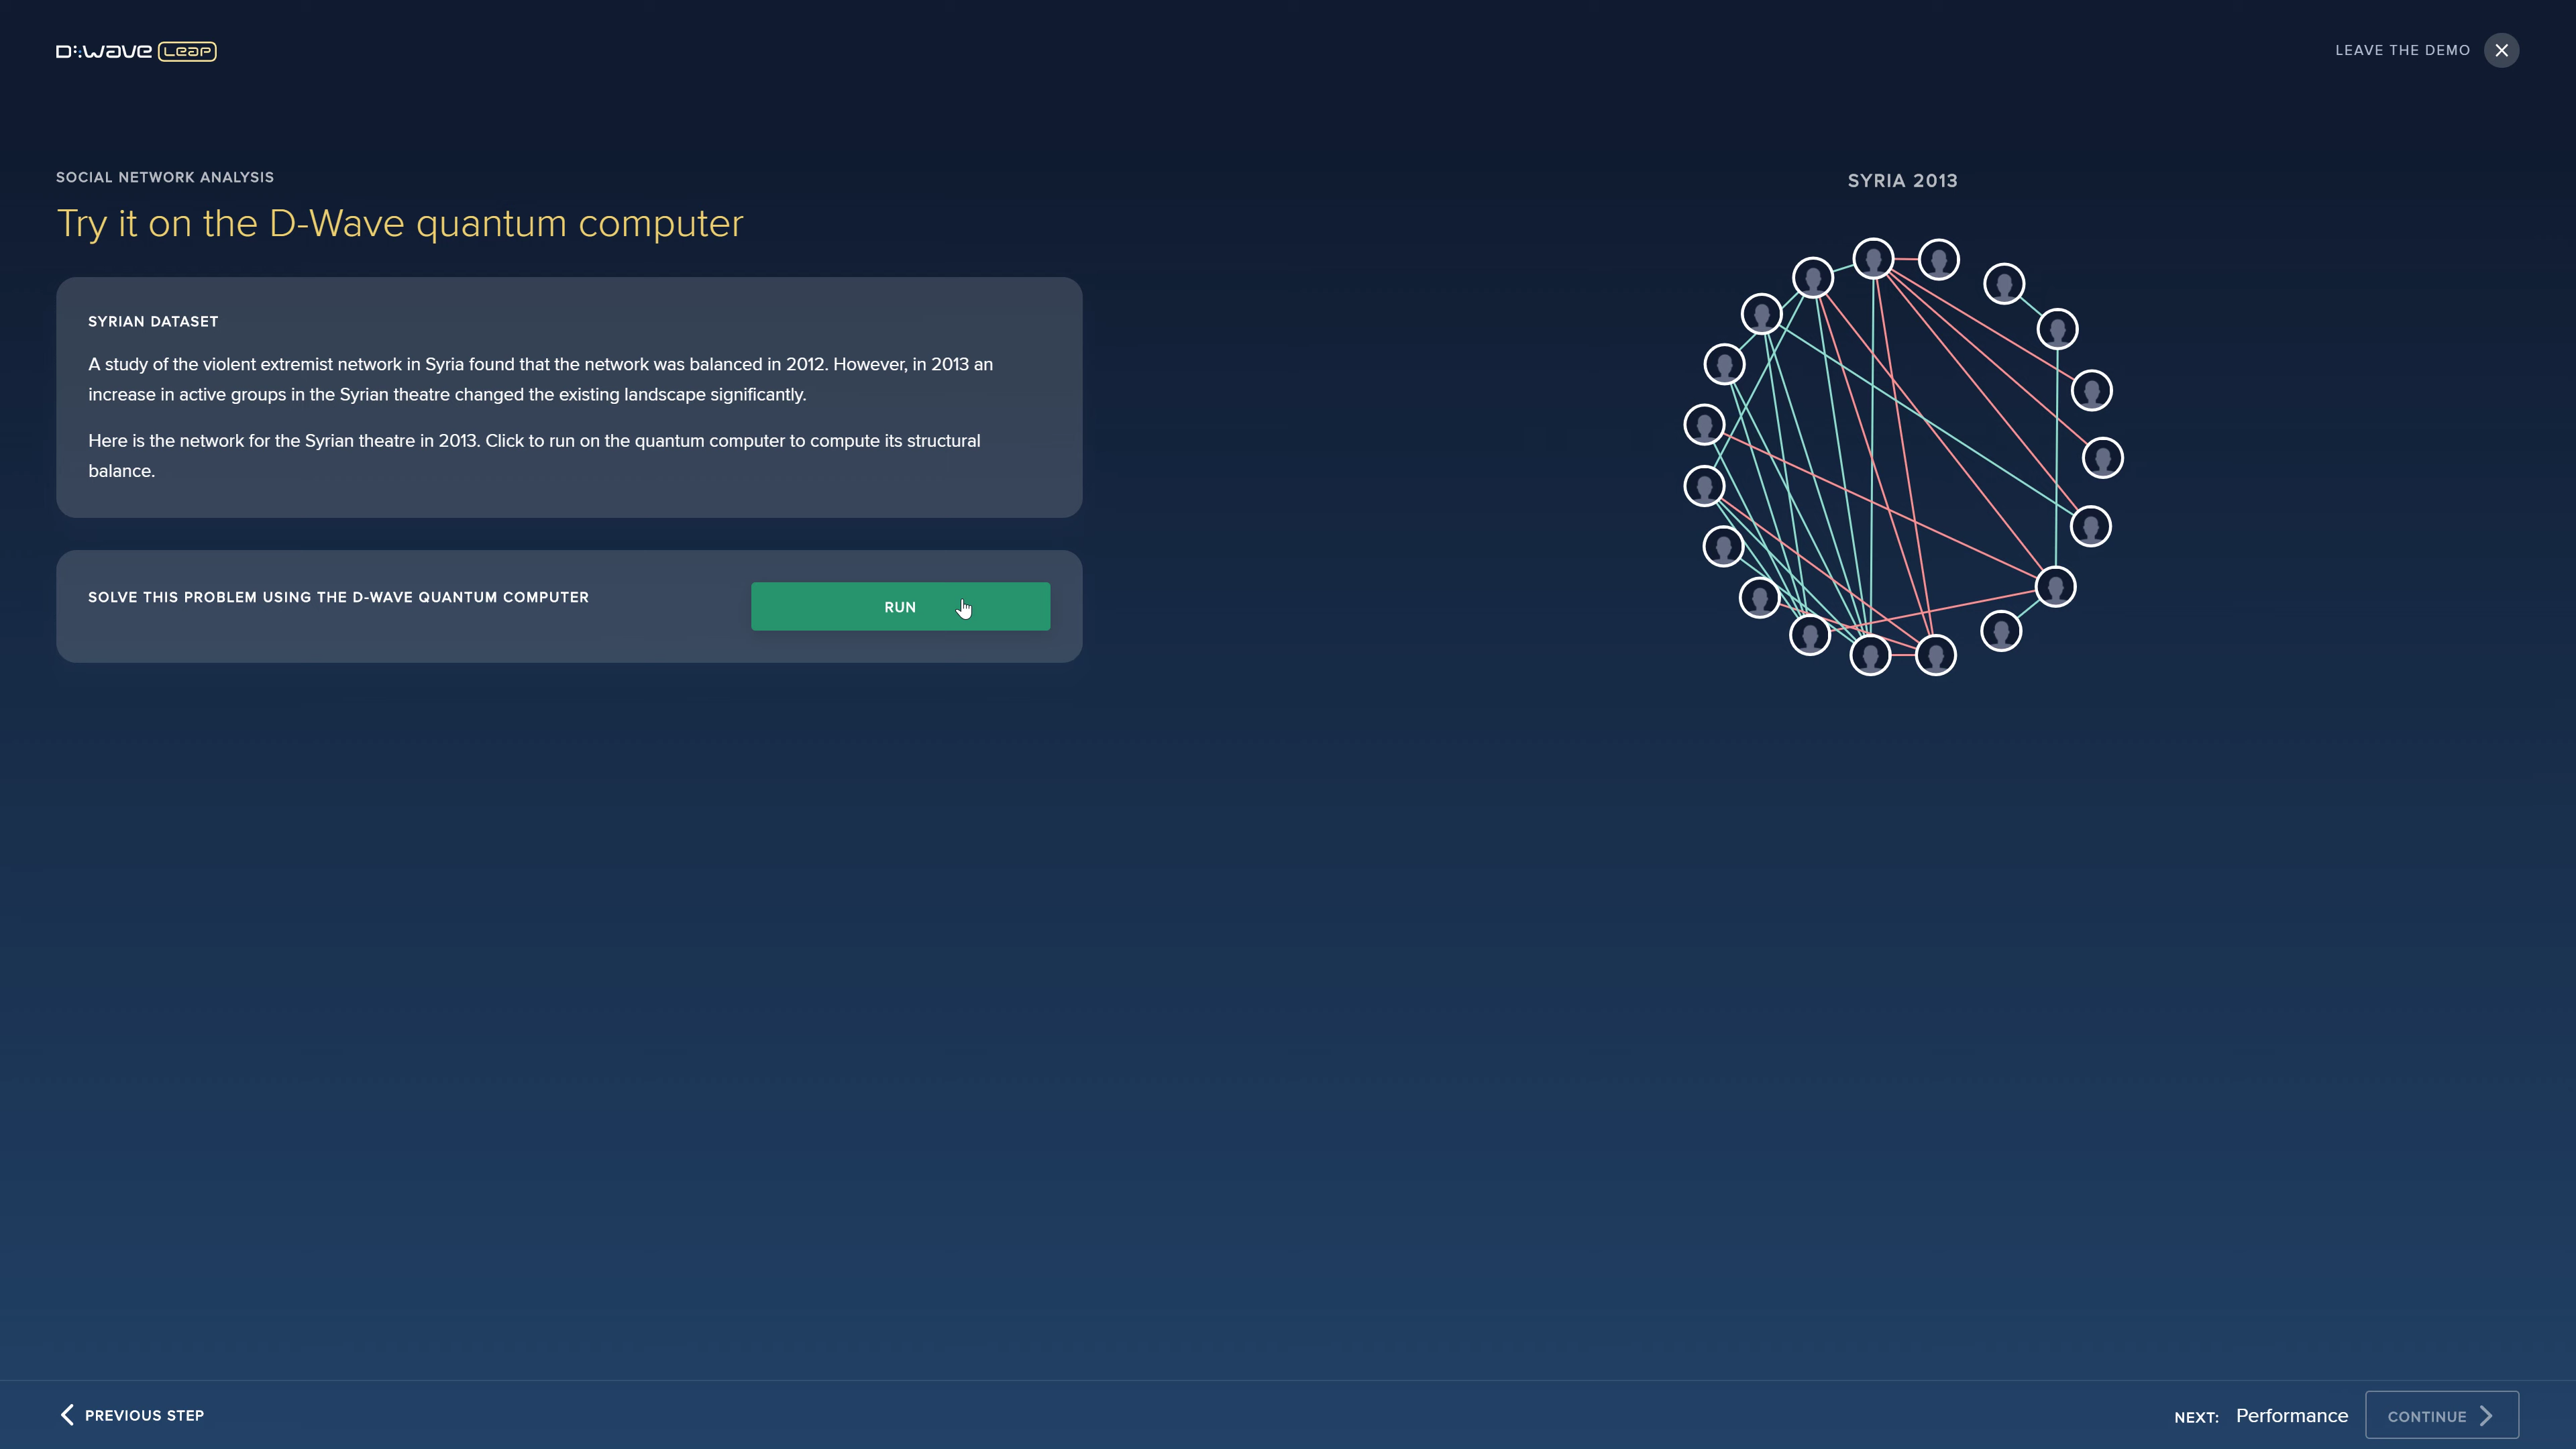 D:Wave Leap
LEAVE THE DEMO
SOCIAL NETWORK ANALYSIS
Try it on the D-Wave quantum computer
SYRIAN DATASET
A study of the violent extremist network in Syria found that the network was balanced in 2012. However, in 2013 an
increase in active groups in the Syrian theatre changed the existing landscape significantly.
Here is the network for the Syrian theatre in 2013. Click to run on the quantum computer to compute its structural
balance.
SOLVE THIS PROBLEM USING THE D-WAVE QUANTUM COMPUTER
RUN
SYRIA 2013
PREVIOUS STEP
NEXT: Performance
CONTINUE